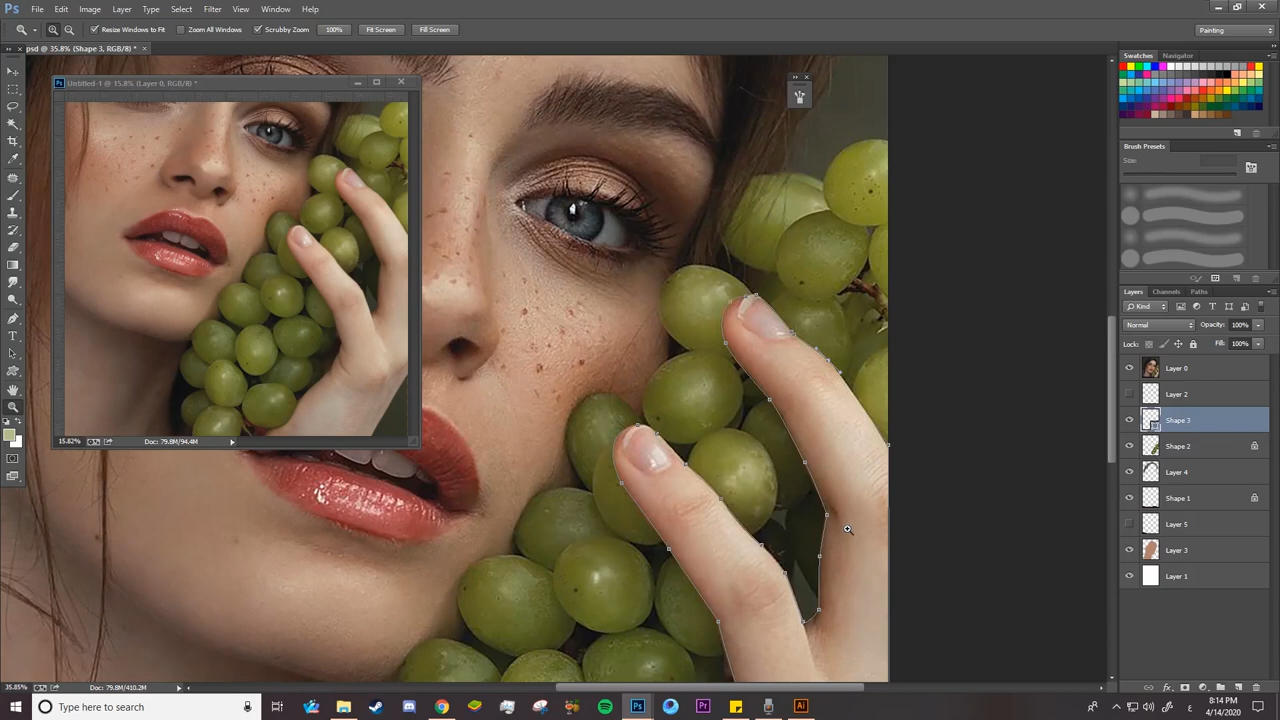 Ps File Edit Image Layer Type Select Filter View Window Help
Resize Windows to Fit Zoom All Windows Scrubby Zoom 100% Fit Screen Fill Screen Painting
psd @ 35.8% (Shape 3, RGB/8) * ×
Untitled-1 @ 15.8% (Layer 0, RGB/8) *
15.82% Doc: 79.8M/94.4M
Swatches Navigator
Brush Presets
Size:
Layers Channels Paths
Kind
Normal Opacity: 100%
Lock: Fill: 100%
Layer 0
Layer 2
Shape 3
Shape 2
Layer 4
Shape 1
Layer 5
Layer 3
Layer 1
35.85% Doc: 79.8M/410.2M
Type here to search
Ps Pr Ai
8:14 PM
4/14/2020